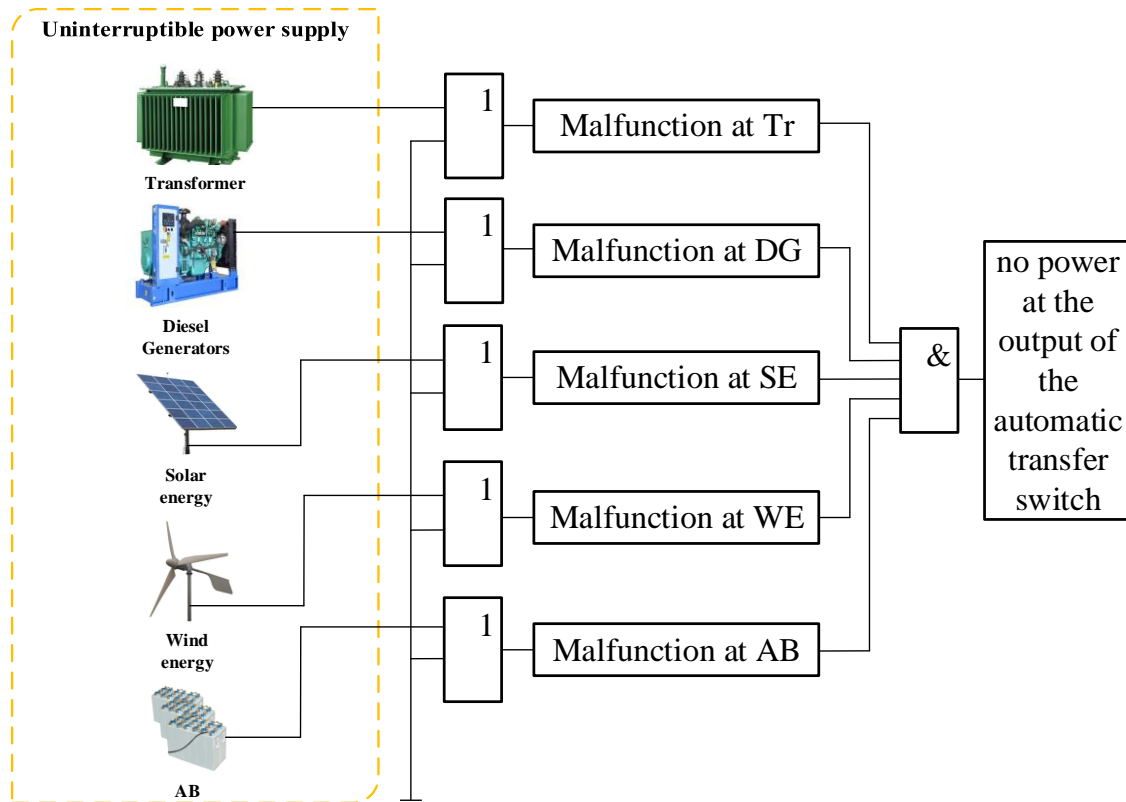 Uninterruptible power supply
Transformer
Diesel
Generators
Solar
energy
Wind
energy
AB
1
Malfunction at Tr
1
Malfunction at DG
1
Malfunction at SE
1
Malfunction at WE
1
Malfunction at AB
&
no power
at the
output of
the
automatic
transfer
switch